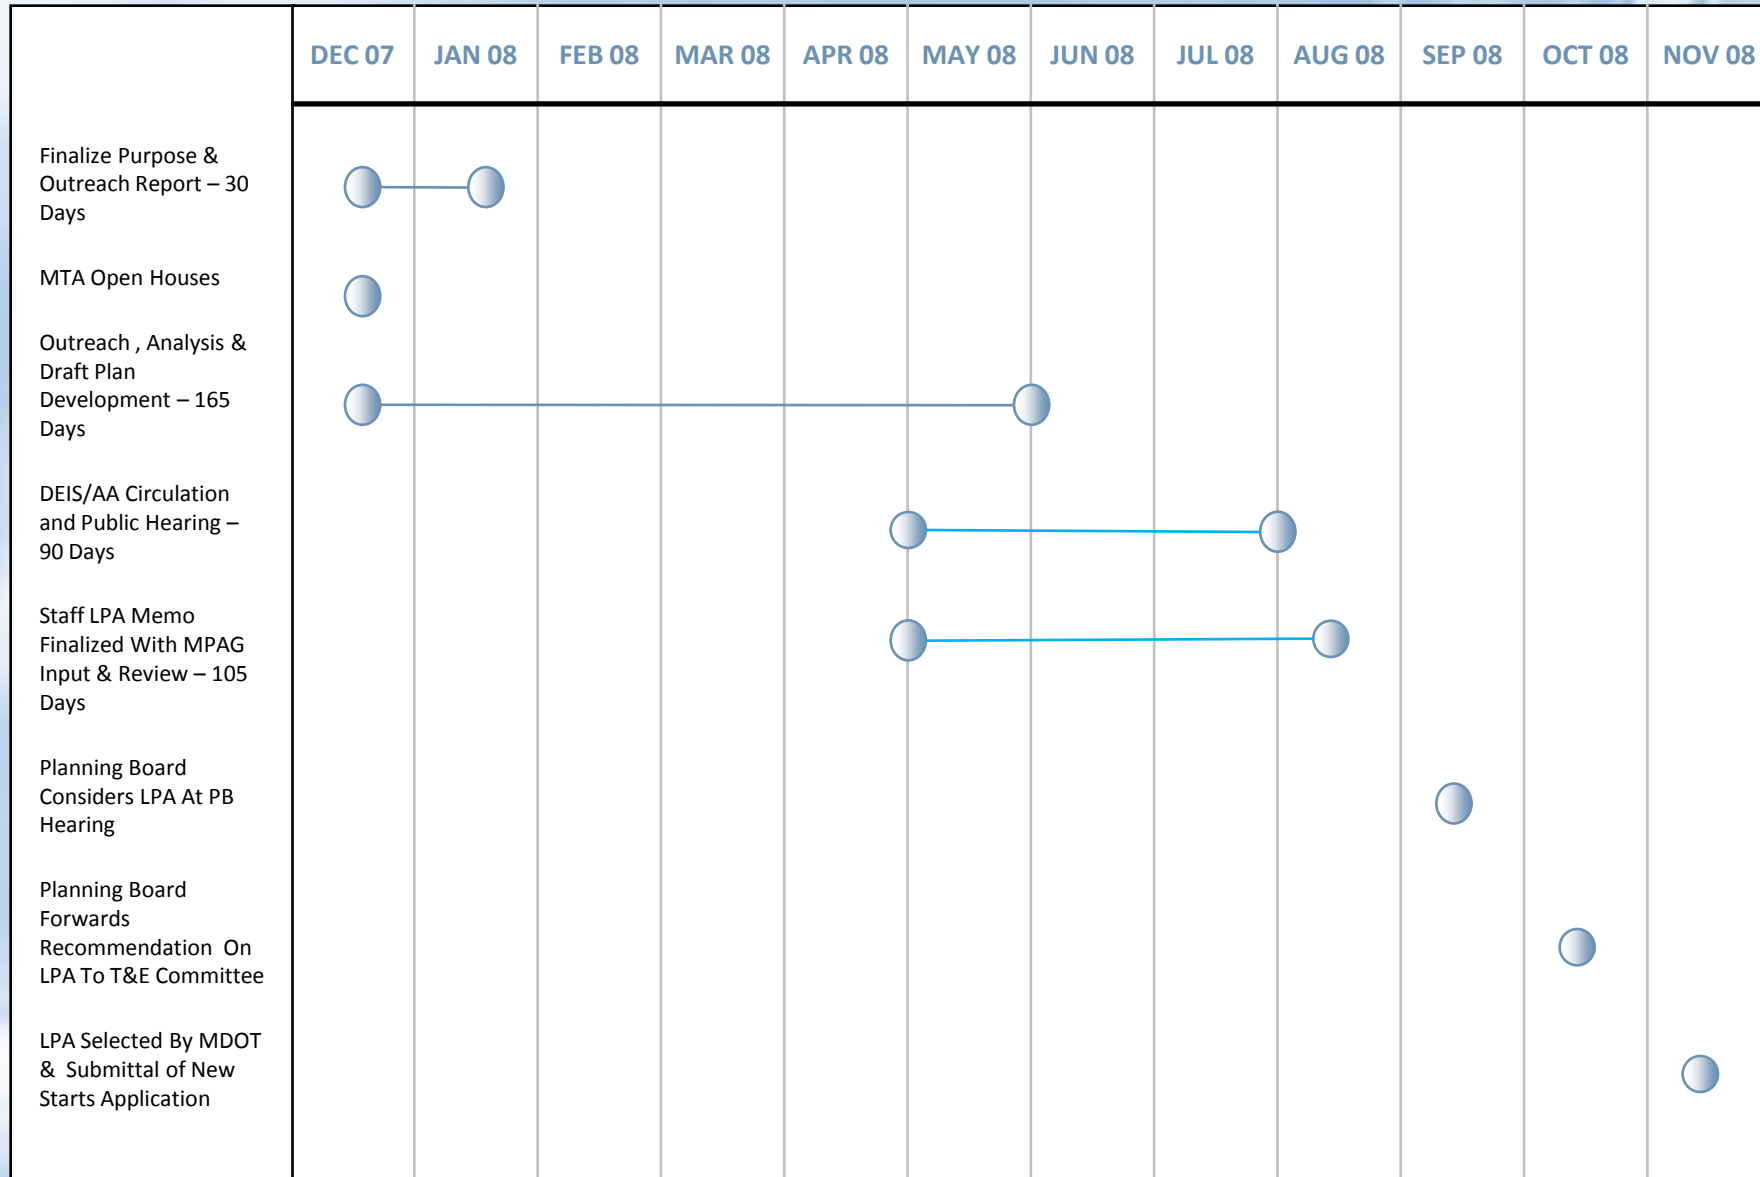 DEC 07 JAN 08 FEB 08 MAR 08 APR 08 MAY 08 JUN 08 JUL 08 AUG 08 SEP 08 OCT 08 NOV 08
Finalize Purpose &
Outreach Report – 30
Days
MTA Open Houses
Outreach , Analysis &
Draft Plan
Development – 165
Days
DEIS/AA Circulation
and Public Hearing –
90 Days
Staff LPA Memo
Finalized With MPAG
Input & Review – 105
Days
Planning Board
Considers LPA At PB
Hearing
Planning Board
Forwards
Recommendation On
LPA To T&E Committee
LPA Selected By MDOT
& Submittal of New
Starts Application